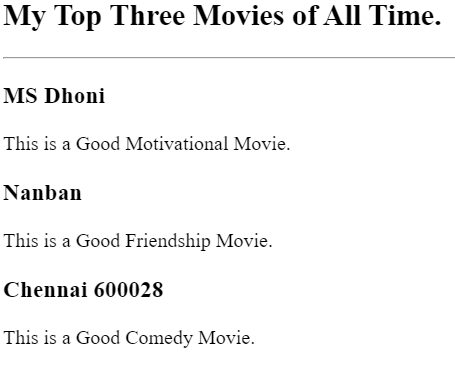 My Top Three Movies of All Time.
MS Dhoni
This is a Good Motivational Movie.
Nanban
This is a Good Friendship Movie.
Chennai 600028
This is a Good Comedy Movie.